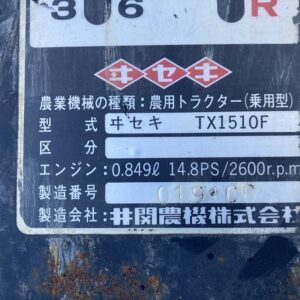 36 R
ヰセキ
農業機械の種類：農用トラクター(乗用型)
型式 ヰセキ TX1510F
区分
エンジン：0.849ℓ 14.8PS/2600r.p.m
製造番号
製造会社：井関農機株式会